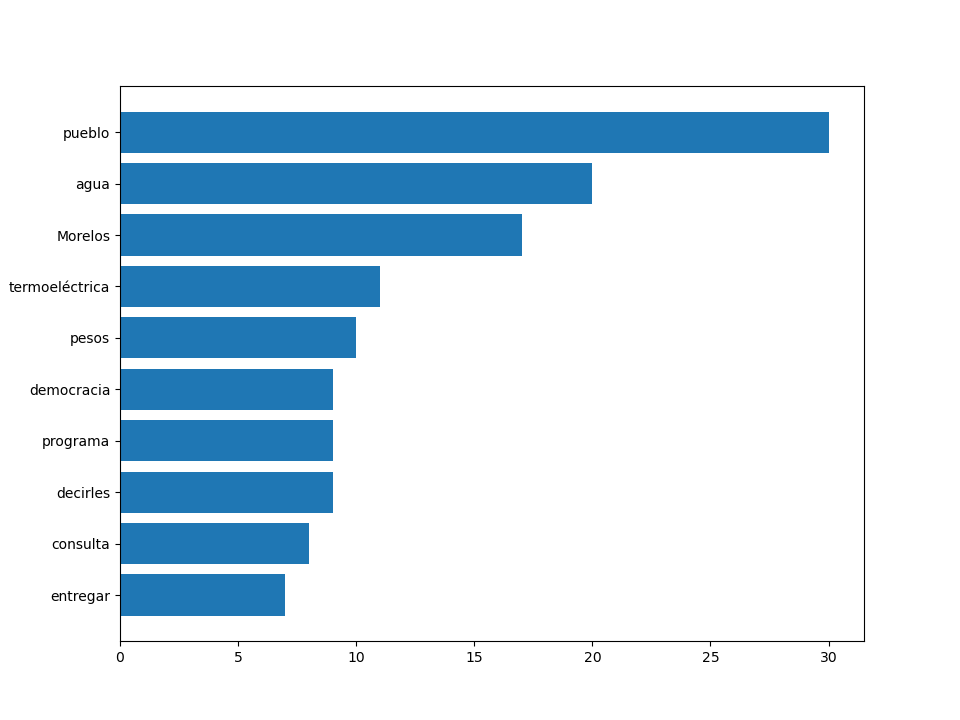 pueblo
agua
Morelos
termoeléctrica
pesos
democracia
programa
decirles
consulta
entregar
0 5 10 15 20 25 30